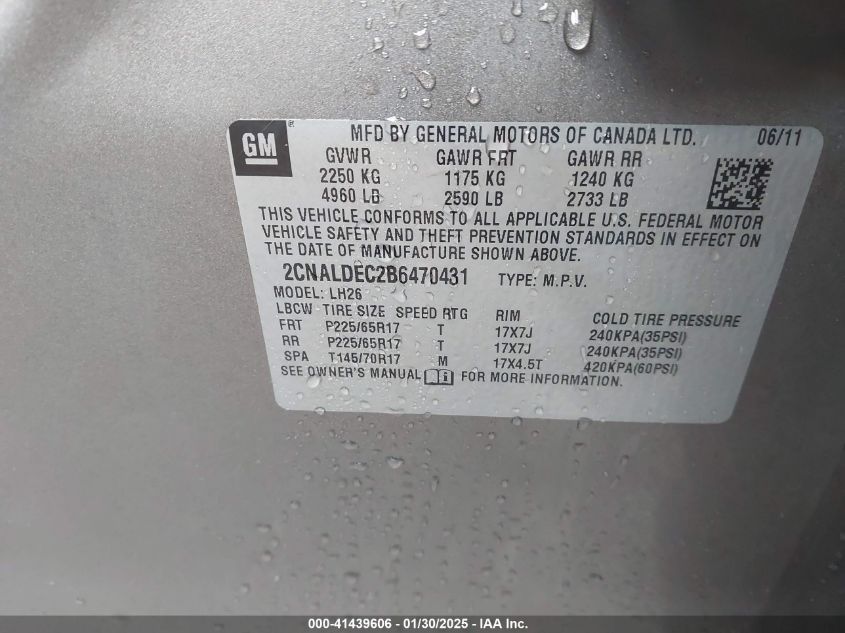 GM
MFD BY GENERAL MOTORS OF CANADA LTD. 06/11
GVWR GAWR FRT GAWR RR
2250 KG 1175 KG 1240 KG
4960 LB 2590 LB 2733 LB
THIS VEHICLE CONFORMS TO ALL APPLICABLE U.S. FEDERAL MOTOR
VEHICLE SAFETY AND THEFT PREVENTION STANDARDS IN EFFECT ON
THE DATE OF MANUFACTURE SHOWN ABOVE.
2CNALDEC2B6470431 TYPE: M.P.V.
MODEL: LH26
LBCW TIRE SIZE SPEED RTG RIM COLD TIRE PRESSURE
FRT P225/65R17 T 17X7J 240KPA(35PSI)
RR P225/65R17 T 17X7J 240KPA(35PSI)
SPA T145/70R17 M 17X4.5T 420KPA(60PSI)
SEE OWNER'S MANUAL FOR MORE INFORMATION.
000-41439606 - 01/30/2025 - IAA Inc.